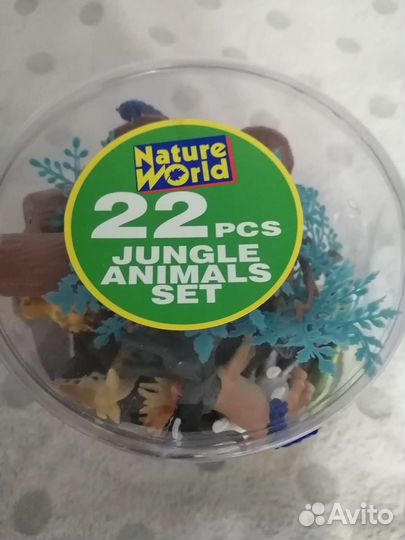 Nature
World
22 PCS
JUNGLE
ANIMALS
SET
Avito